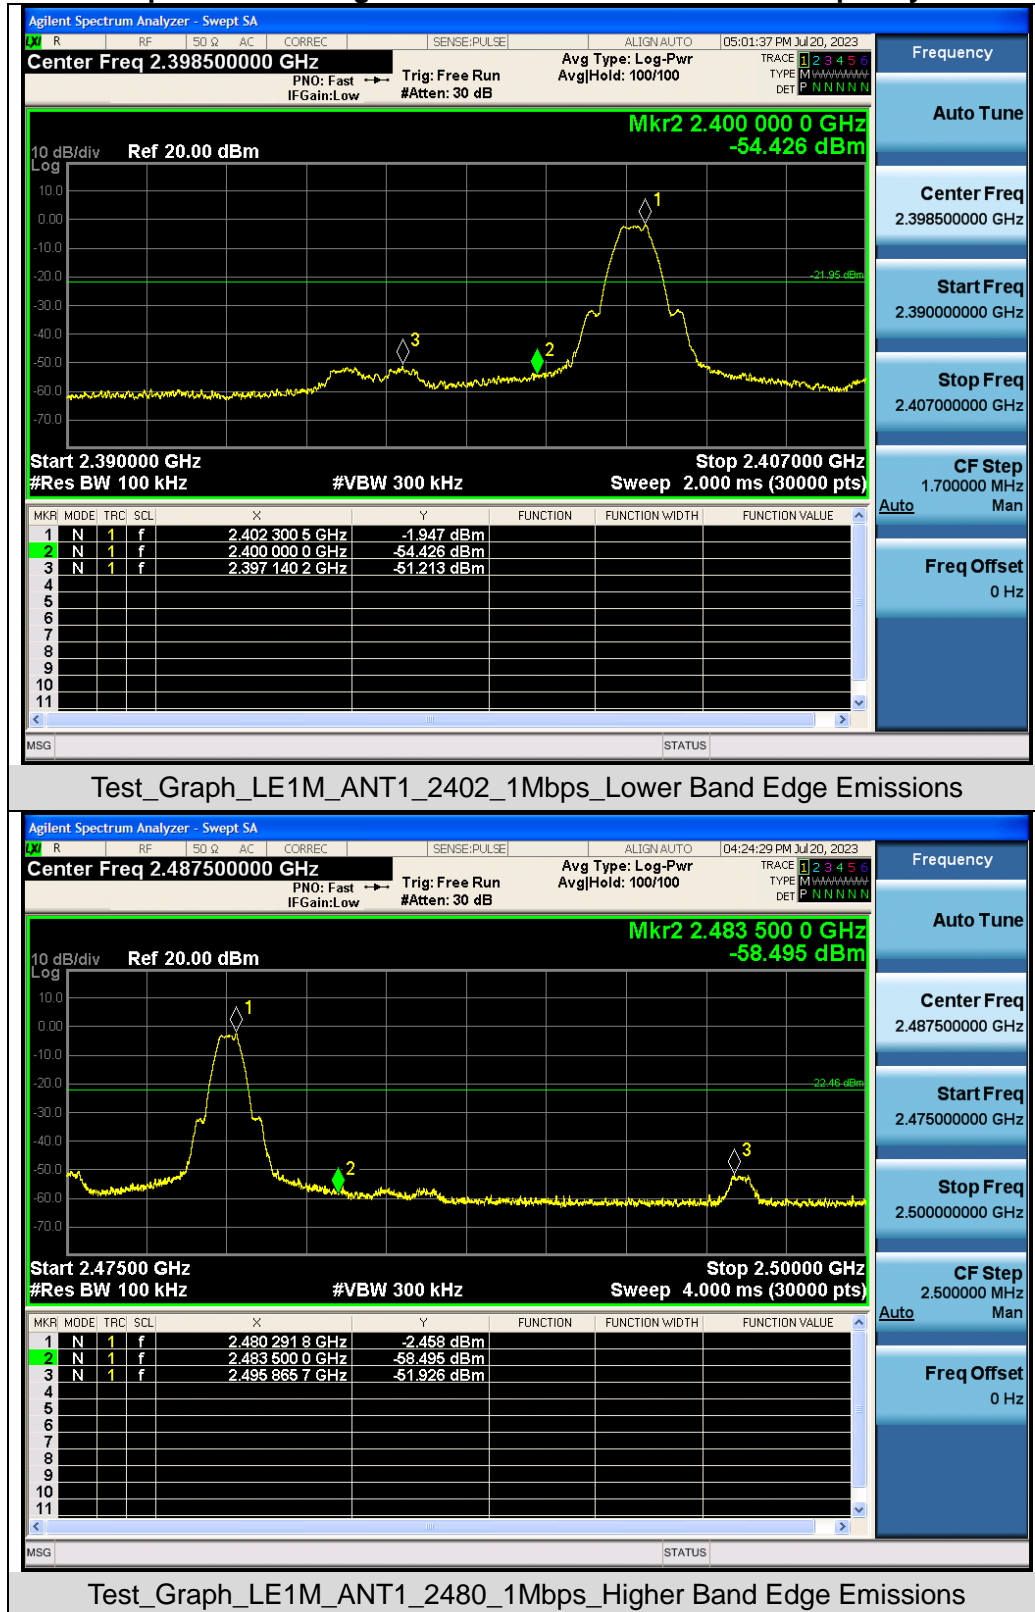 Agilent Spectrum Analyzer - Swept SA
LXI R RF 50 Ω AC CORREC SENSE:PULSE ALIGN AUTO 05:01:37 PM Jul 20, 2023
Center Freq 2.398500000 GHz
PNO: Fast
IFGain:Low
Trig: Free Run
#Atten: 30 dB
Avg Type: Log-Pwr
Avg|Hold: 100/100
TRACE 1 2 3 4 5 6
TYPE M
DET P N N N N N
Mkr2 2.400 000 0 GHz
-54.426 dBm
10 dB/div Ref 20.00 dBm
Log
10.0
0.00
-10.0
-20.0
-30.0
-40.0
-50.0
-60.0
-70.0
1
2
3
-21.95 dBm
Start 2.390000 GHz Stop 2.407000 GHz
#Res BW 100 kHz #VBW 300 kHz Sweep 2.000 ms (30000 pts)
MKR MODE TRC SCL X Y FUNCTION FUNCTION WIDTH FUNCTION VALUE
1 N 1 f 2.402 300 5 GHz -1.947 dBm
2 N 1 f 2.400 000 0 GHz -54.426 dBm
3 N 1 f 2.397 140 2 GHz -51.213 dBm
4
5
6
7
8
9
10
11
MSG STATUS
Frequency
Auto Tune
Center Freq
2.398500000 GHz
Start Freq
2.390000000 GHz
Stop Freq
2.407000000 GHz
CF Step
1.700000 MHz
Auto Man
Freq Offset
0 Hz
Test_Graph_LE1M_ANT1_2402_1Mbps_Lower Band Edge Emissions
Agilent Spectrum Analyzer - Swept SA
LXI R RF 50 Ω AC CORREC SENSE:PULSE ALIGN AUTO 04:24:29 PM Jul 20, 2023
Center Freq 2.487500000 GHz
PNO: Fast
IFGain:Low
Trig: Free Run
#Atten: 30 dB
Avg Type: Log-Pwr
Avg|Hold: 100/100
TRACE 1 2 3 4 5 6
TYPE M
DET P N N N N N
Mkr2 2.483 500 0 GHz
-58.495 dBm
10 dB/div Ref 20.00 dBm
Log
10.0
0.00
-10.0
-20.0
-30.0
-40.0
-50.0
-60.0
-70.0
1
2
3
-22.46 dBm
Start 2.47500 GHz Stop 2.50000 GHz
#Res BW 100 kHz #VBW 300 kHz Sweep 4.000 ms (30000 pts)
MKR MODE TRC SCL X Y FUNCTION FUNCTION WIDTH FUNCTION VALUE
1 N 1 f 2.480 291 8 GHz -2.458 dBm
2 N 1 f 2.483 500 0 GHz -58.495 dBm
3 N 1 f 2.495 865 7 GHz -51.926 dBm
4
5
6
7
8
9
10
11
MSG STATUS
Frequency
Auto Tune
Center Freq
2.487500000 GHz
Start Freq
2.475000000 GHz
Stop Freq
2.500000000 GHz
CF Step
2.500000 MHz
Auto Man
Freq Offset
0 Hz
Test_Graph_LE1M_ANT1_2480_1Mbps_Higher Band Edge Emissions